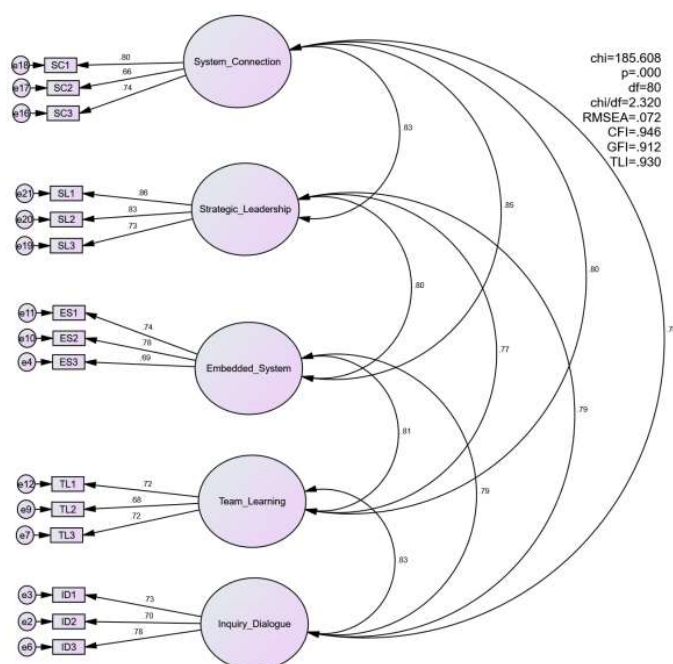 chi=185.608
p=.000
df=80
chi/df=2.320
RMSEA=.072
CFI=.946
GFI=.912
TLI=.930
e18 SC1 .80
e17 SC2 .66
e16 SC3 .74
System_Connection
.83
e21 SL1 .86
e20 SL2 .83
e19 SL3 .73
Strategic_Leadership
.85
.80
.80
e11 ES1 .74
e10 ES2 .78
e4 ES3 .69
Embedded_System
.77
.79
.81
e12 TL1 .72
e9 TL2 .68
e7 TL3 .72
Team_Learning
.79
.83
e3 ID1 .73
e2 ID2 .70
e6 ID3 .78
Inquiry_Dialogue